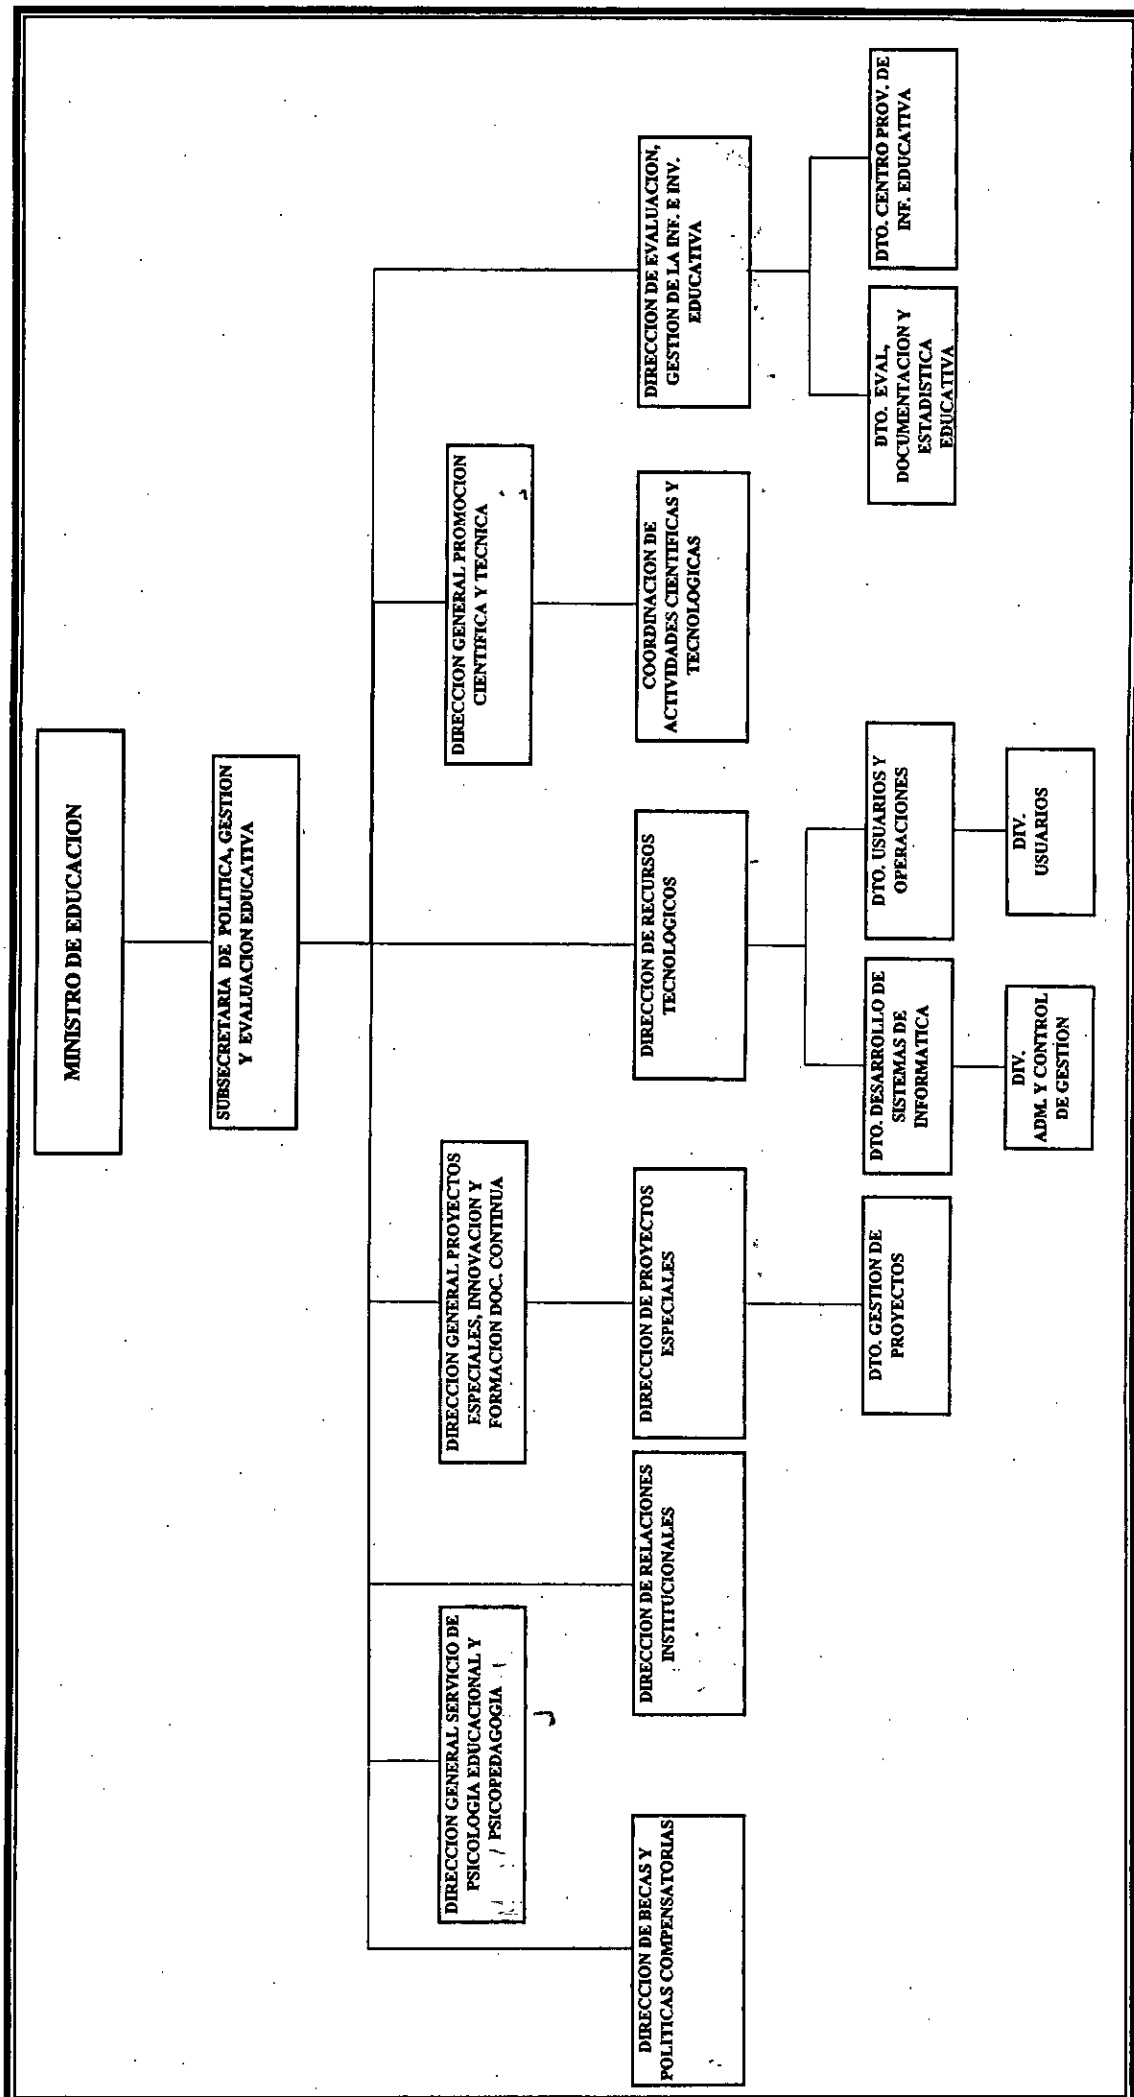 MINISTRO DE EDUCACION
SUBSECRETARIA DE POLITICA, GESTION
Y EVALUACION EDUCATIVA
DIRECCION GENERAL SERVICIO DE
PSICOLOGIA EDUCACIONAL Y
PSICOPEDAGOGIA
DIRECCION GENERAL PROYECTOS
ESPECIALES, INNOVACION Y
FORMACION DOC. CONTINUA
DIRECCION GENERAL PROMOCION
CIENTIFICA Y TECNICA
DIRECCION DE BECAS Y
POLITICAS COMPENSATORIAS
DIRECCION DE RELACIONES
INSTITUCIONALES
DIRECCION DE PROYECTOS
ESPECIALES
DIRECCION DE RECURSOS
TECNOLOGICOS
COORDINACION DE
ACTIVIDADES CIENTIFICAS Y
TECNOLOGICAS
DIRECCION DE EVALUACION,
GESTION DE LA INF. E INV.
EDUCATIVA
DTO. GESTION DE
PROYECTOS
DTO. DESARROLLO DE
SISTEMAS DE
INFORMATICA
DTO. USUARIOS Y
OPERACIONES
DTO. EVAL,
DOCUMENTACION Y
ESTADISTICA
EDUCATIVA
DTO. CENTRO PROV. DE
INF. EDUCATIVA
DIV.
ADM. Y CONTROL
DE GESTION
DIV.
USUARIOS